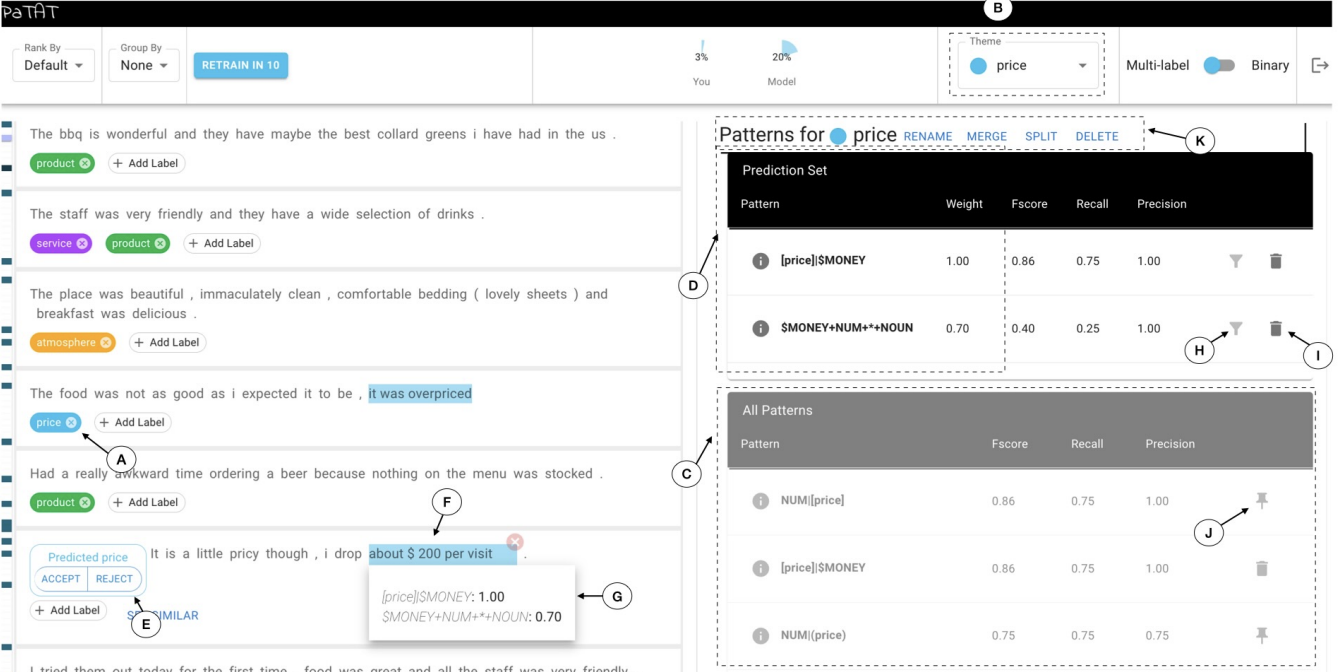 PaTAT
B
Rank By
Default
Group By
None
RETRAIN IN 10
3%
You
20%
Model
Theme
price
Multi-label
Binary
The bbq is wonderful and they have maybe the best collard greens i have had in the us .
product
+ Add Label
The staff was very friendly and they have a wide selection of drinks .
service product + Add Label
The place was beautiful , immaculately clean , comfortable bedding ( lovely sheets ) and
breakfast was delicious .
atmosphere + Add Label
The food was not as good as i expected it to be , it was overpriced
price + Add Label
A
Had a really awkward time ordering a beer because nothing on the menu was stocked .
product + Add Label
F
Predicted price
ACCEPT REJECT
It is a little pricy though , i drop about $ 200 per visit .
+ Add Label
SIMILAR
E
[price]|$MONEY: 1.00
$MONEY+NUM+*+NOUN: 0.70
G
I tried them out today for the first time , food was great and all the staff was very friendly
Patterns for price RENAME MERGE SPLIT DELETE
K
Prediction Set
Pattern Weight Fscore Recall Precision
D
[price]|$MONEY 1.00 0.86 0.75 1.00
$MONEY+NUM+*+NOUN 0.70 0.40 0.25 1.00
H
I
C
All Patterns
Pattern Fscore Recall Precision
NUM|[price] 0.86 0.75 1.00
J
[price]|$MONEY 0.86 0.75 1.00
NUM|(price) 0.75 0.75 0.75